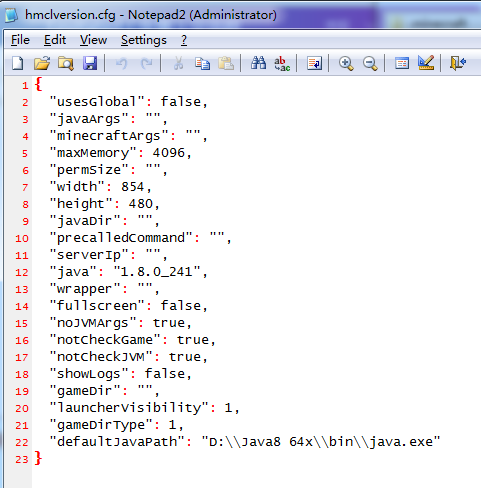 hmclversion.cfg - Notepad2 (Administrator)
File Edit View Settings ?
1 {
2 "usesGlobal": false,
3 "javaArgs": "",
4 "minecraftArgs": "",
5 "maxMemory": 4096,
6 "permSize": "",
7 "width": 854,
8 "height": 480,
9 "javaDir": "",
10 "precalledCommand": "",
11 "serverIp": "",
12 "java": "1.8.0_241",
13 "wrapper": "",
14 "fullscreen": false,
15 "noJVMArgs": true,
16 "notCheckGame": true,
17 "notCheckJVM": true,
18 "showLogs": false,
19 "gameDir": "",
20 "launcherVisibility": 1,
21 "gameDirType": 1,
22 "defaultJavaPath": "D:\\Java8 64x\\bin\\java.exe"
23 }